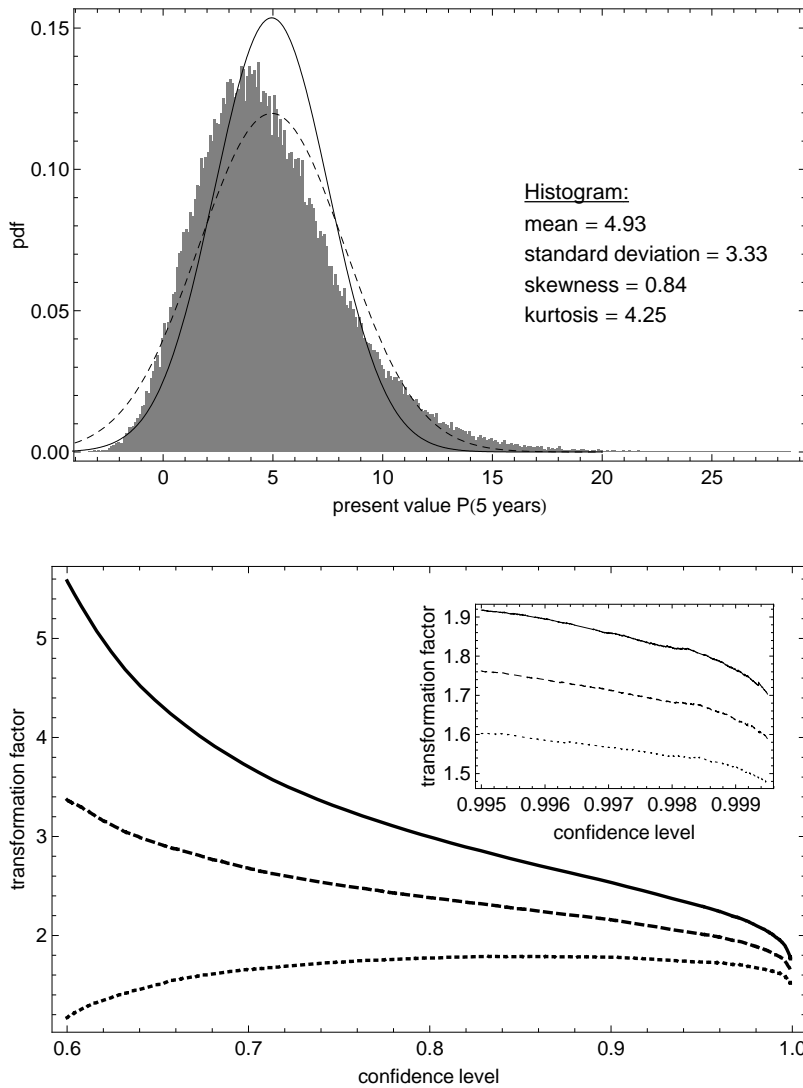 0.15
0.10
0.05
0.00
pdf
Histogram:
mean = 4.93
standard deviation = 3.33
skewness = 0.84
kurtosis = 4.25
0 5 10 15 20 25
present value P(5 years)
5
4
3
2
transformation factor
1.9
1.8
1.7
1.6
1.5
transformation factor
0.995 0.996 0.997 0.998 0.999
confidence level
0.6 0.7 0.8 0.9 1.0
confidence level